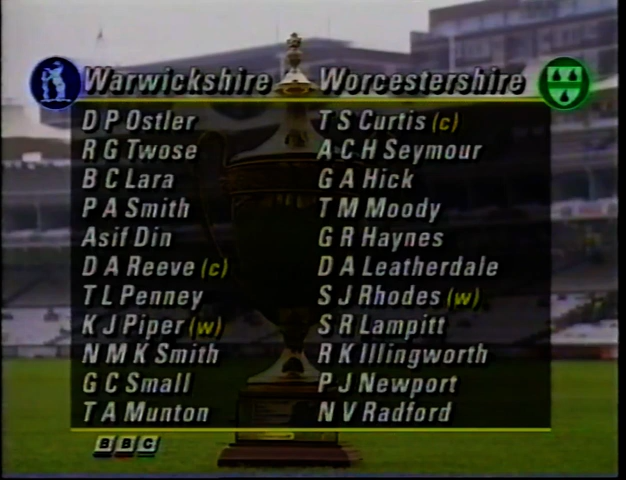 Warwickshire Worcestershire
D P Ostler T S Curtis (c)
R G Twose A C H Seymour
B C Lara G A Hick
P A Smith T M Moody
Asif Din G R Haynes
D A Reeve (c) D A Leatherdale
T L Penney S J Rhodes (w)
K J Piper (w) S R Lampitt
N M K Smith R K Illingworth
G C Small P J Newport
T A Munton N V Radford
BBC